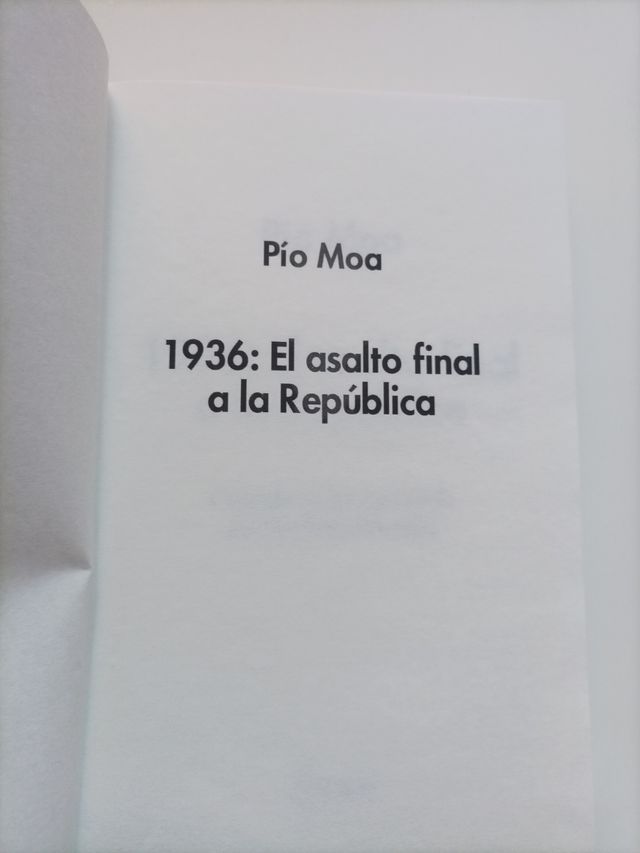 Pío Moa
1936: El asalto final
a la República